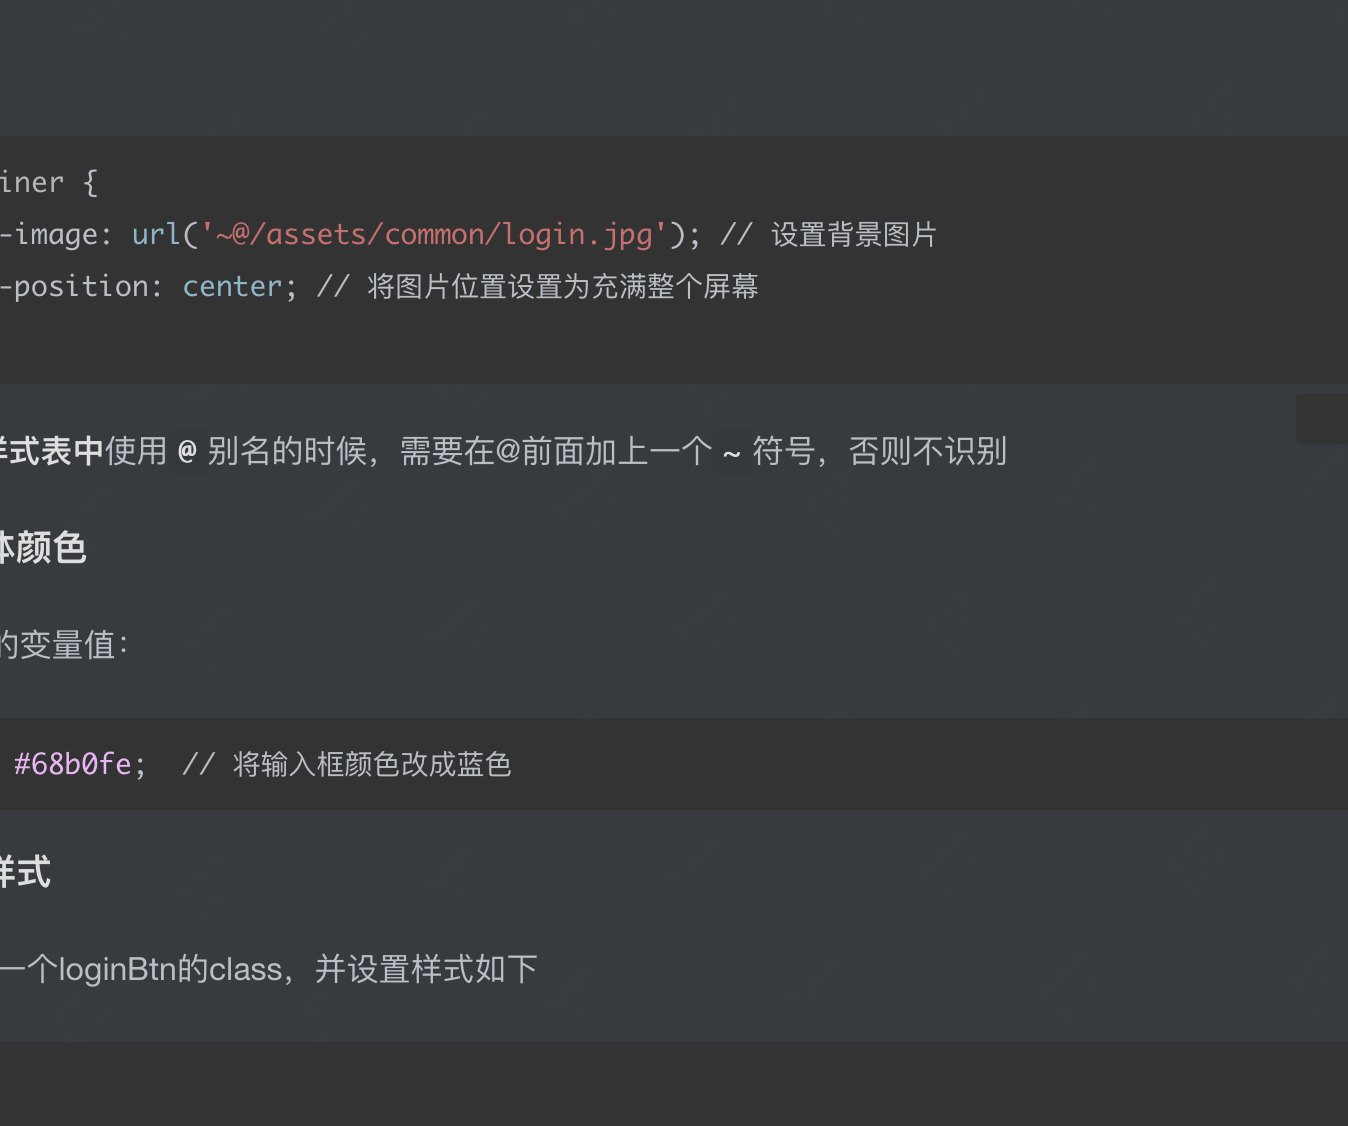 iner {
-image: url('~@/assets/common/login.jpg'); // 设置背景图片
-position: center; // 将图片位置设置为充满整个屏幕
样式表中使用 @ 别名的时候，需要在@前面加上一个 ~ 符号，否则不识别
体颜色
的变量值：
#68b0fe;  // 将输入框颜色改成蓝色
样式
一个loginBtn的class，并设置样式如下